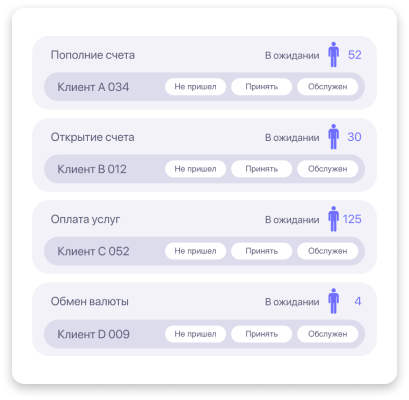 Пополние счета В ожидании 52
Клиент A 034 Не пришел Принять Обслужен
Открытие счета В ожидании 30
Клиент B 012 Не пришел Принять Обслужен
Оплата услуг В ожидании 125
Клиент C 052 Не пришел Принять Обслужен
Обмен валюты В ожидании 4
Клиент D 009 Не пришел Принять Обслужен